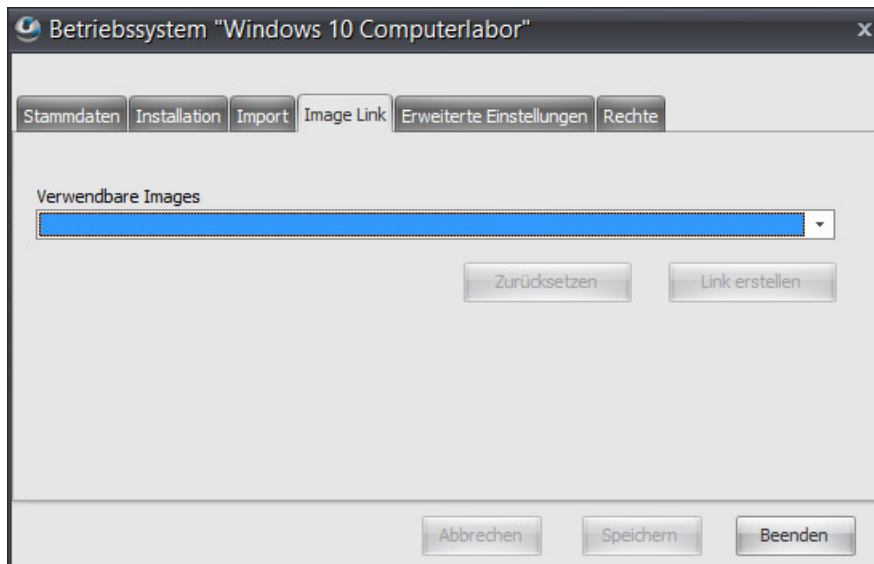 Betriebssystem "Windows 10 Computerlabor" x
Stammdaten Installation Import Image Link Erweiterte Einstellungen Rechte
Verwendbare Images
Zurücksetzen Link erstellen
Abbrechen Speichern Beenden